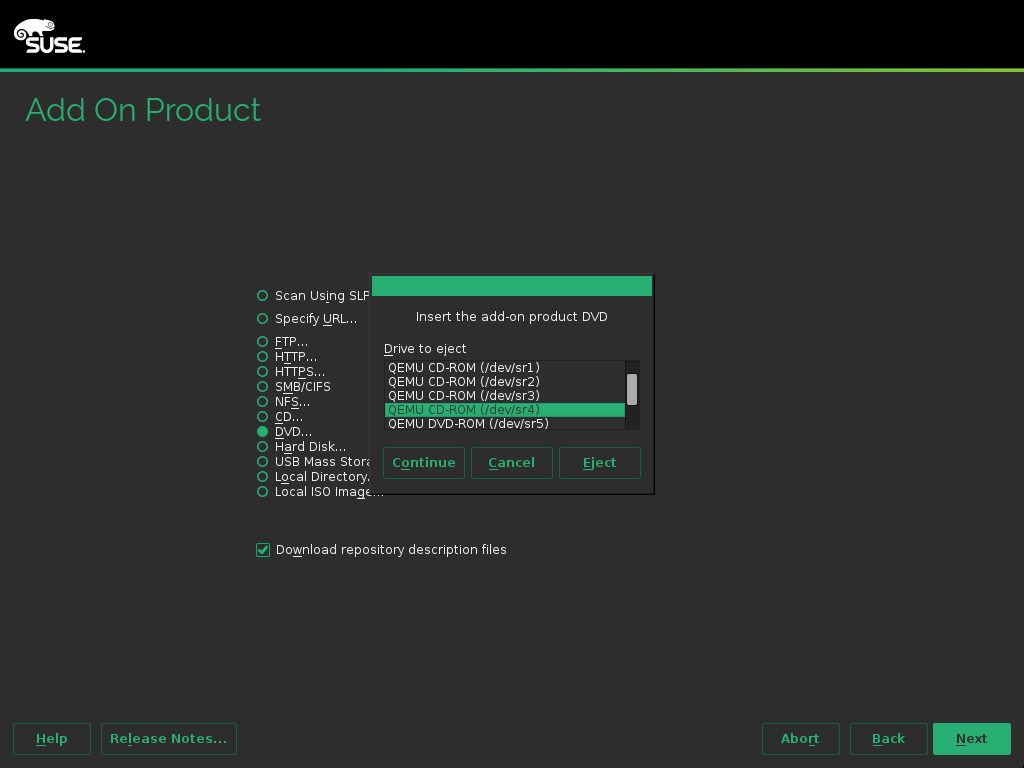 SUSE.
Add On Product
Scan Using SLP
Specify URL...
FTP...
HTTP...
HTTPS...
SMB/CIFS
NFS...
CD...
DVD...
Hard Disk...
USB Mass
Local Directory.
Local ISO Image...
Insert the add-on product DVD
Drive to eject
QEMU CD-ROM (/dev/sr1)
QEMU CD-ROM (/dev/sr2)
QEMU CD-ROM (/dev/sr3)
QEMU CD-ROM (/dev/sr4)
QEMU DVD-ROM (/dev/sr5)
Continue Cancel Eject
Download repository description files
Help Release Notes... Abort Back Next